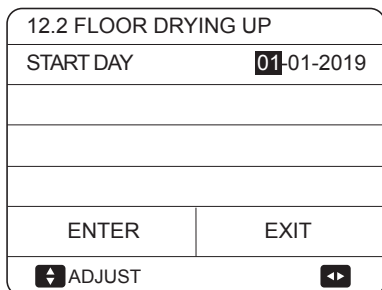 12.2 FLOOR DRYING UP
START DAY 01-01-2019
ENTER EXIT
ADJUST